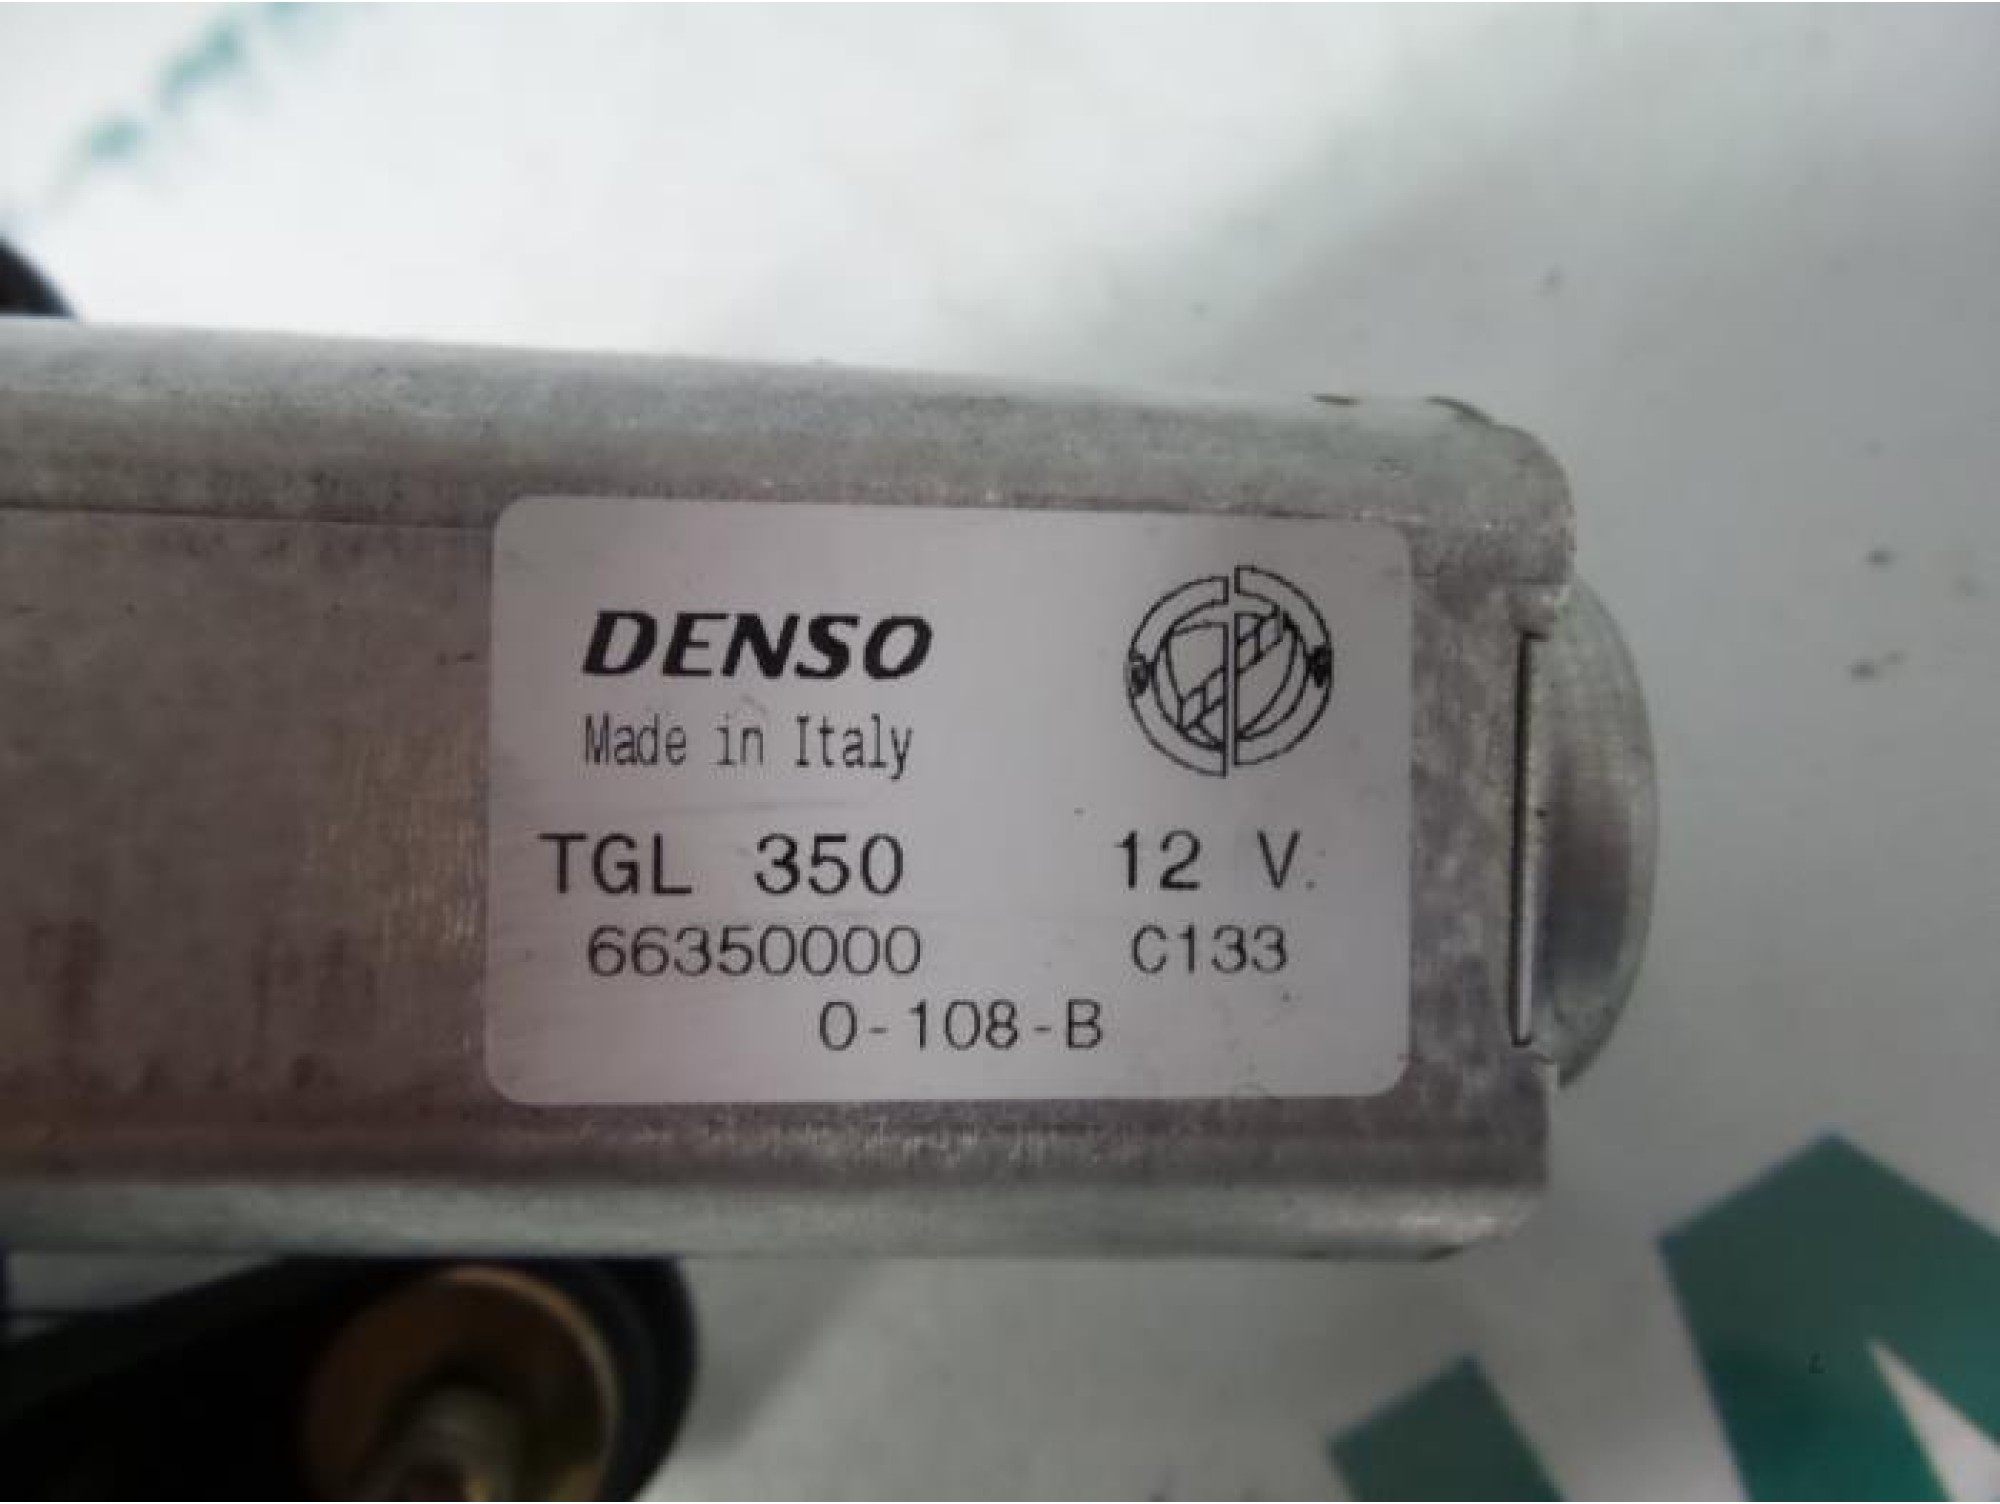 DENSO
Made in Italy
TGL 350 12 V.
66350000 C133
0-108-B